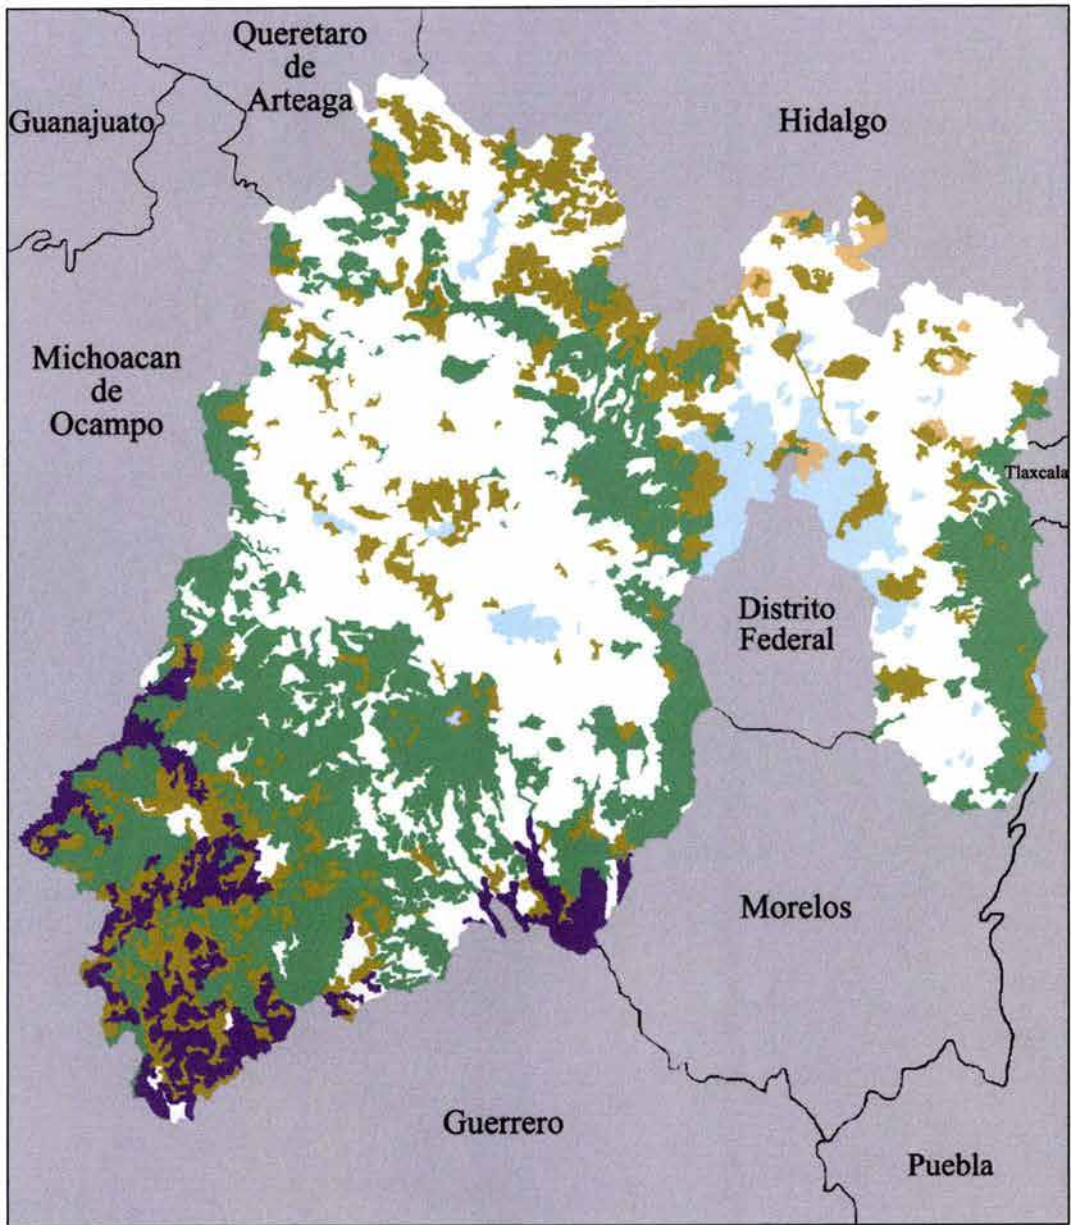 Queretaro
de
Arteaga
Guanajuato
Hidalgo
Michoacan
de
Ocampo
Tlaxcala
Distrito
Federal
Morelos
Guerrero
Puebla